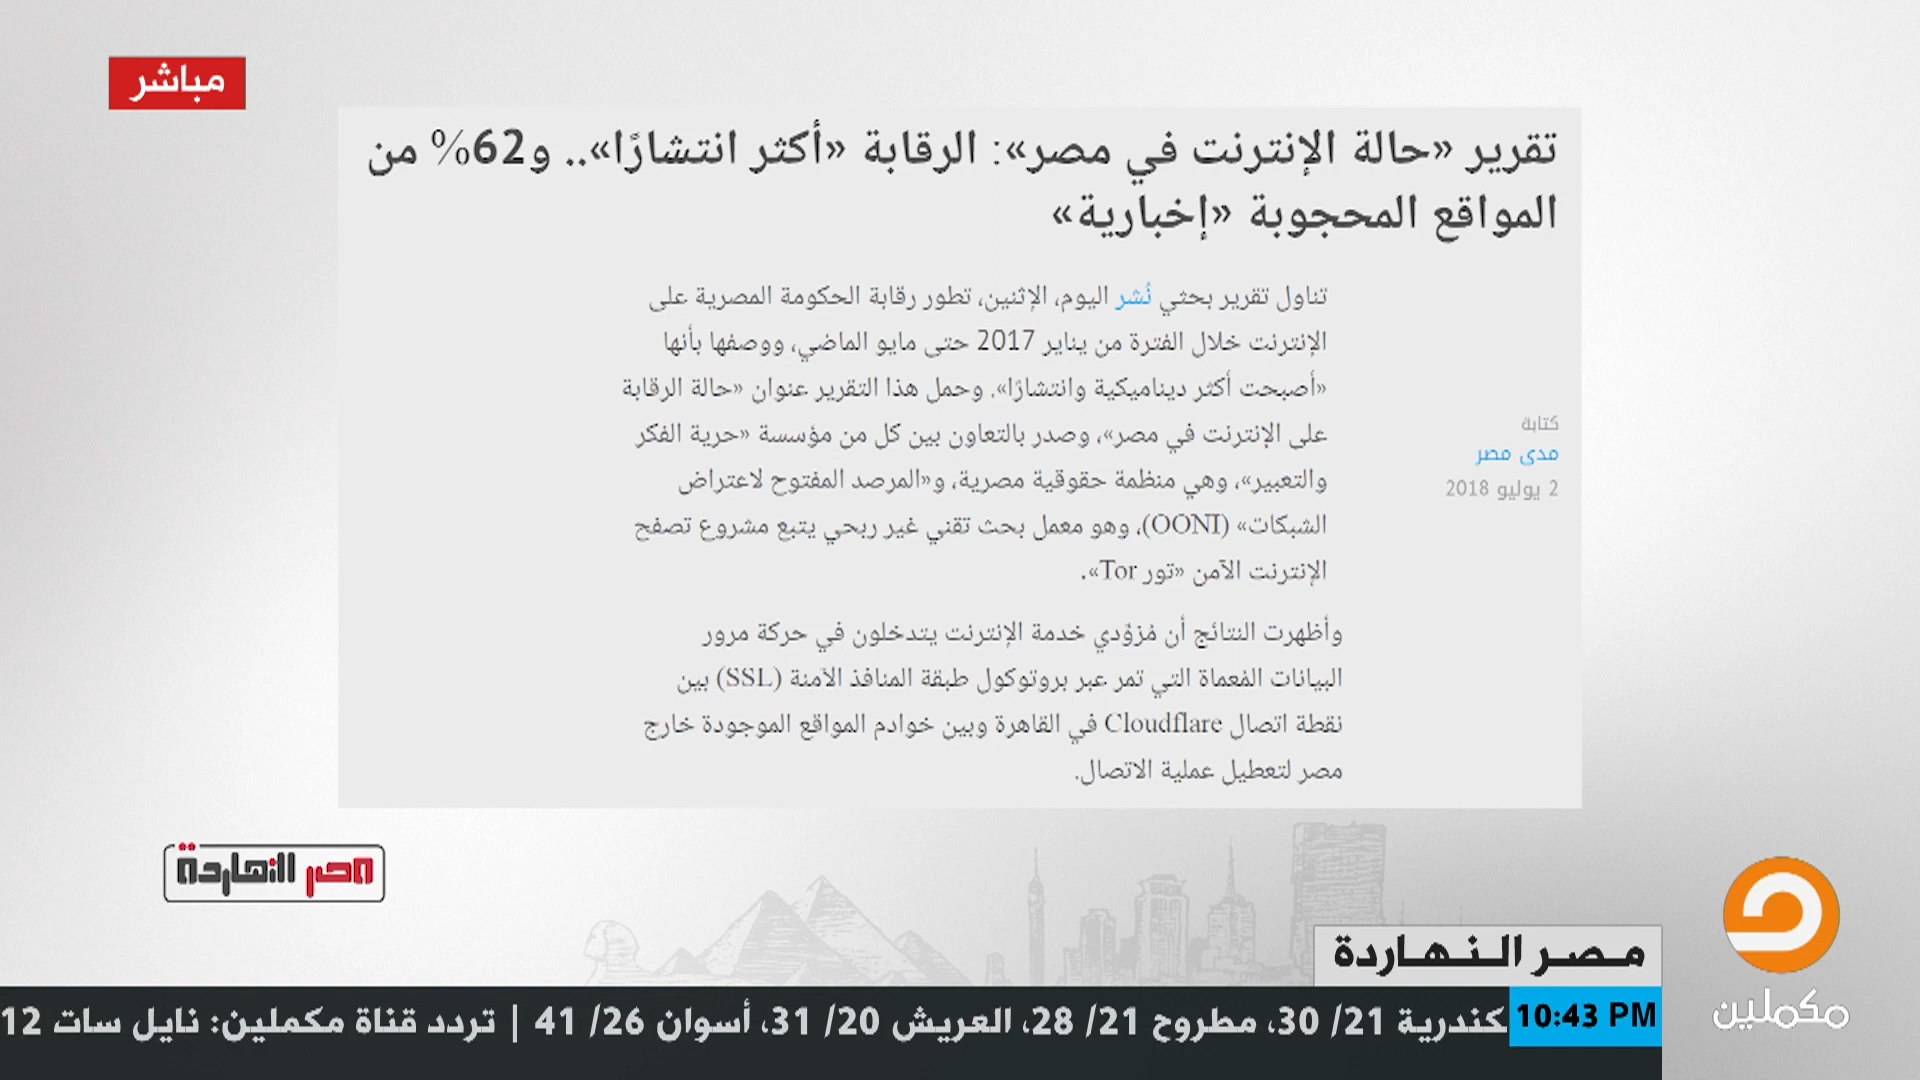 مباشر
تقرير «حالة الإنترنت في مصر»: الرقابة «أكثر انتشارًا».. و62% من
المواقع المحجوبة «إخبارية»
تناول تقرير بحثي نُشر اليوم، الإثنين، تطور رقابة الحكومة المصرية على
الإنترنت خلال الفترة من يناير 2017 حتى مايو الماضي، ووصفها بأنها
«أصبحت أكثر ديناميكية وانتشارًا». وحمل هذا التقرير عنوان «حالة الرقابة
على الإنترنت في مصر»، وصدر بالتعاون بين كل من مؤسسة «حرية الفكر
والتعبير»، وهي منظمة حقوقية مصرية، و«المرصد المفتوح لاعتراض
الشبكات» (OONI)، وهو معمل بحث تقني غير ربحي يتبع مشروع تصفح
الإنترنت الآمن «تور Tor».
كتابة
مدى مصر
2 يوليو 2018
وأظهرت النتائج أن مُزوّدي خدمة الإنترنت يتدخلون في حركة مرور
البيانات المُعماة التي تمر عبر بروتوكول طبقة المنافذ الآمنة (SSL) بين
نقطة اتصال Cloudflare في القاهرة وبين خوادم المواقع الموجودة خارج
مصر لتعطيل عملية الاتصال.
مصر النهاردة
مصر النهاردة
10:43 PM
كندرية 21/ 30، مطروح 21/ 28، العريش 20/ 31، أسوان 26/ 41 | تردد قناة مكملين: نايل سات 12
مكملين